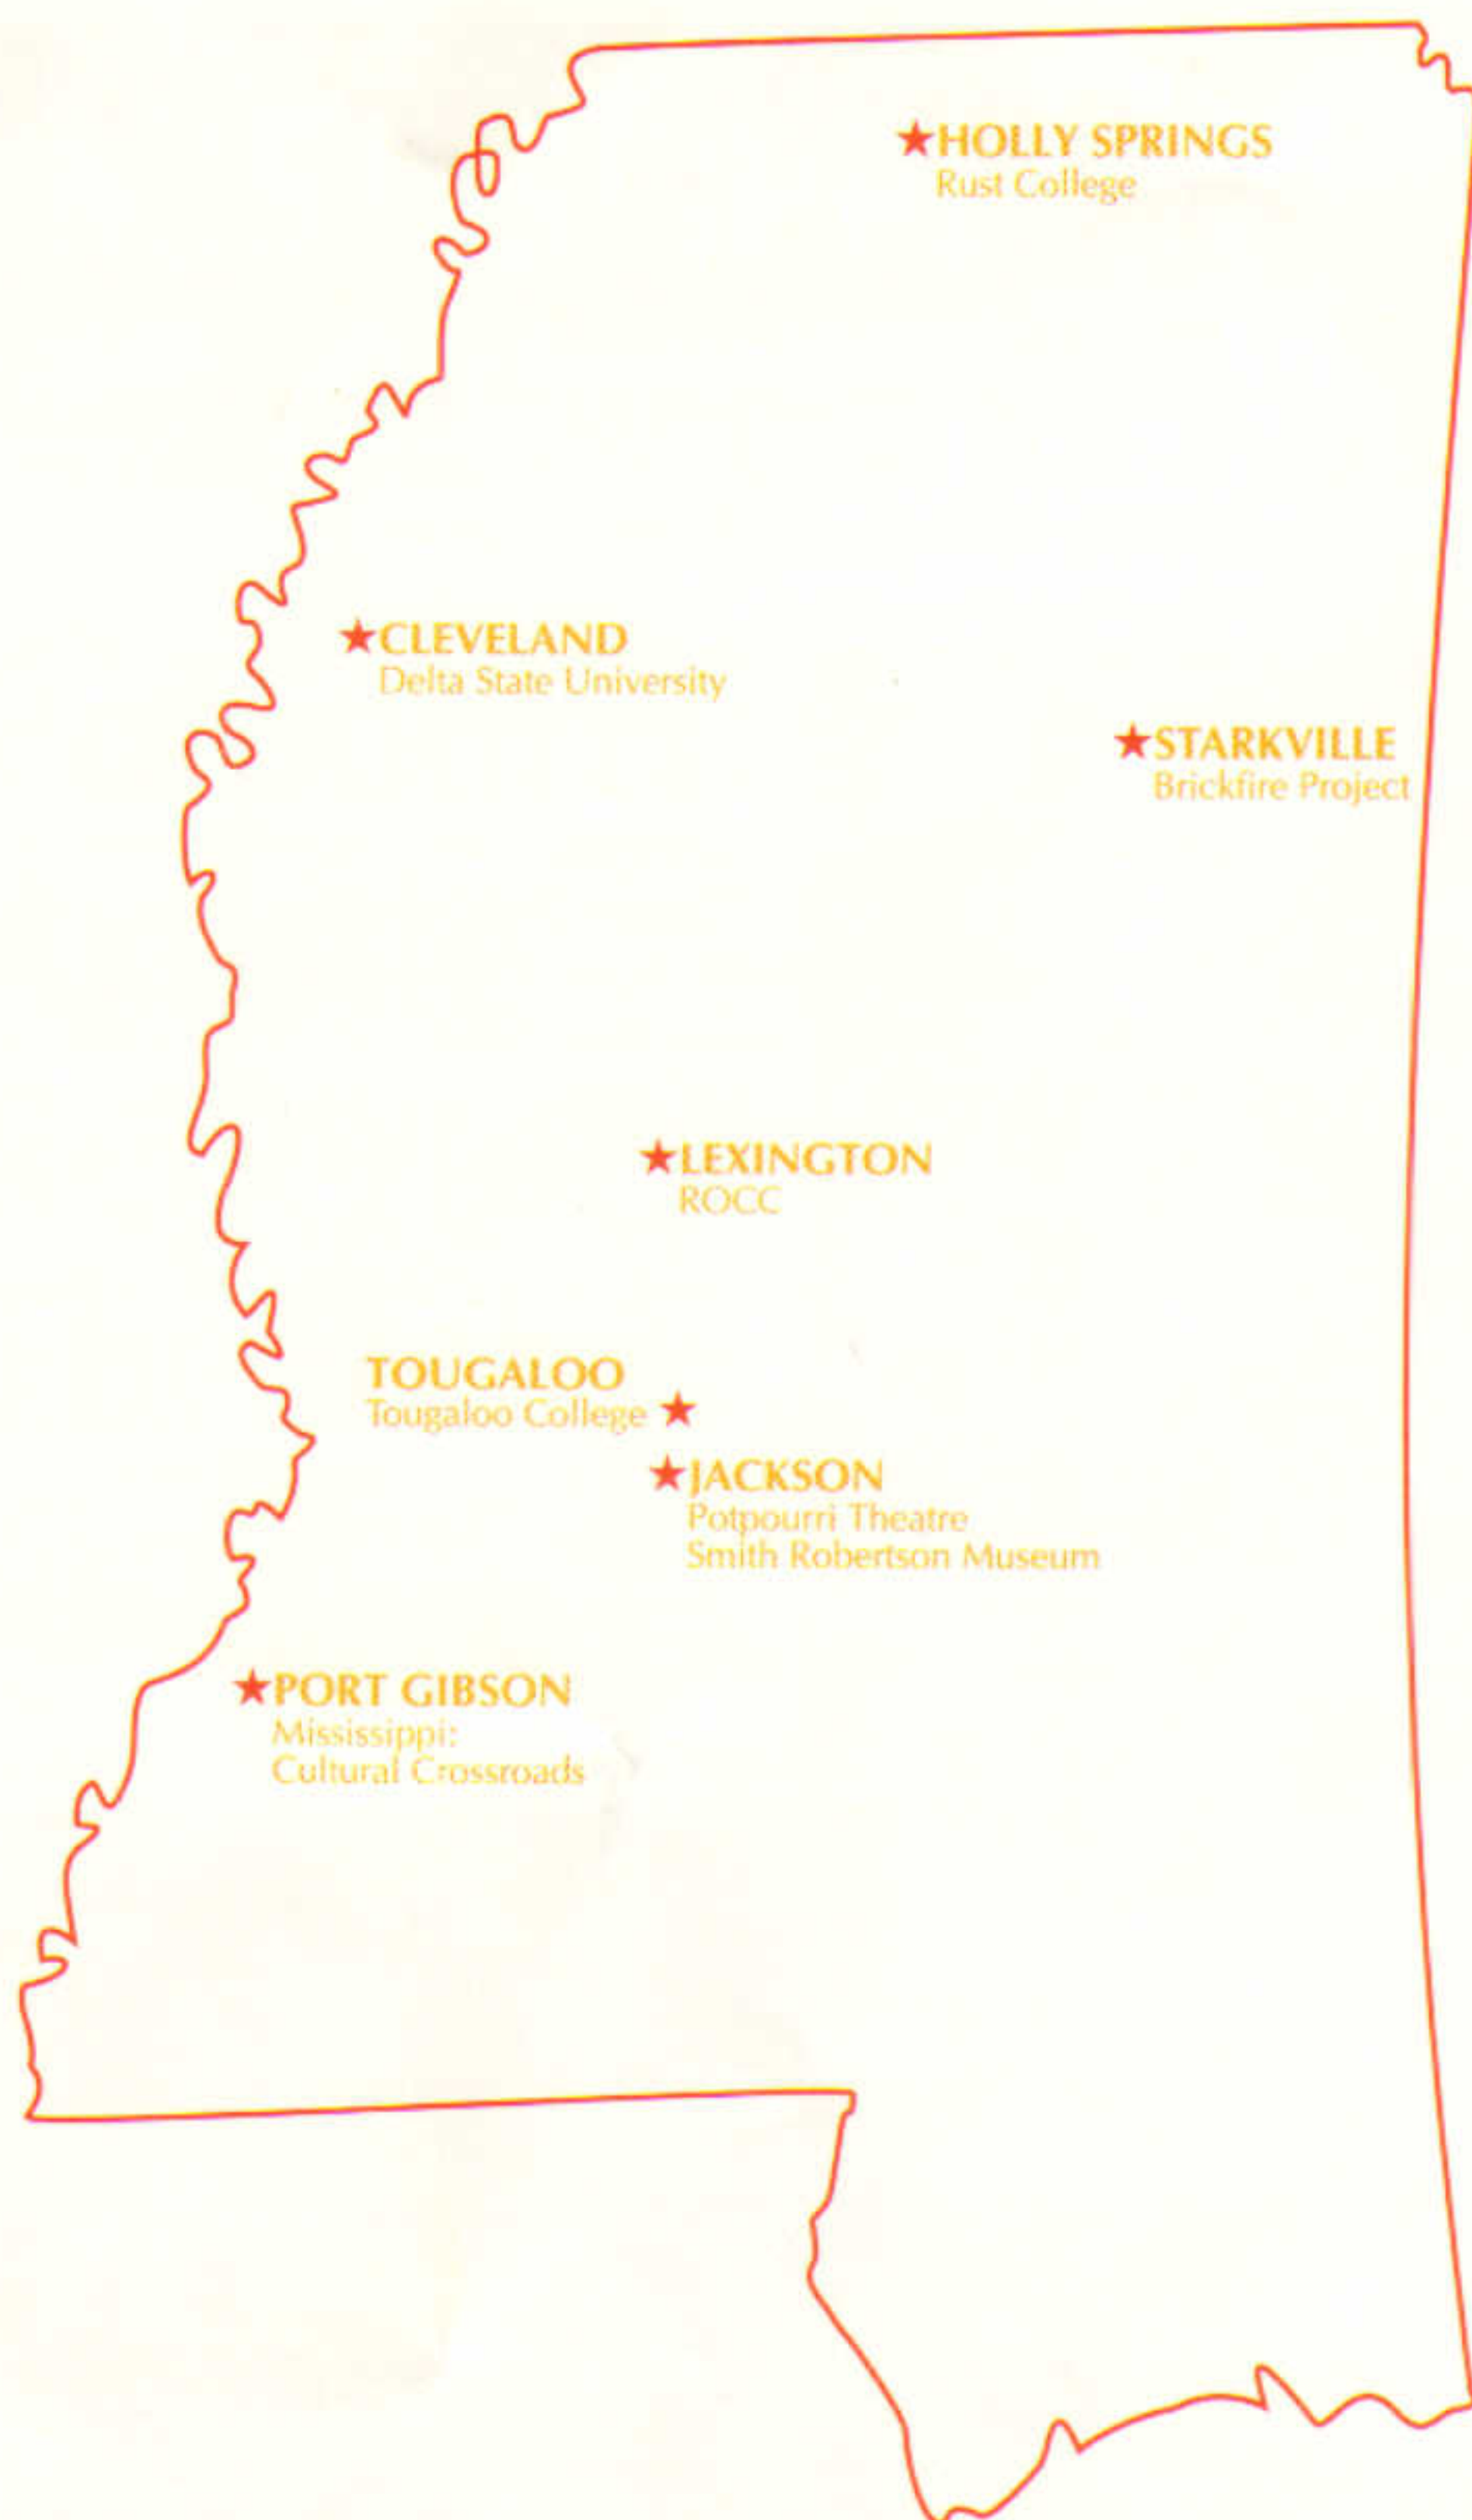 HOLLY SPRINGS
Rust College
CLEVELAND
Delta State University
STARKVILLE
Brickfire Project
LEXINGTON
ROCC
TOUGALOO
Tougaloo College
JACKSON
Potpourri Theatre
Smith Robertson Museum
PORT GIBSON
Mississippi:
Cultural Crossroads